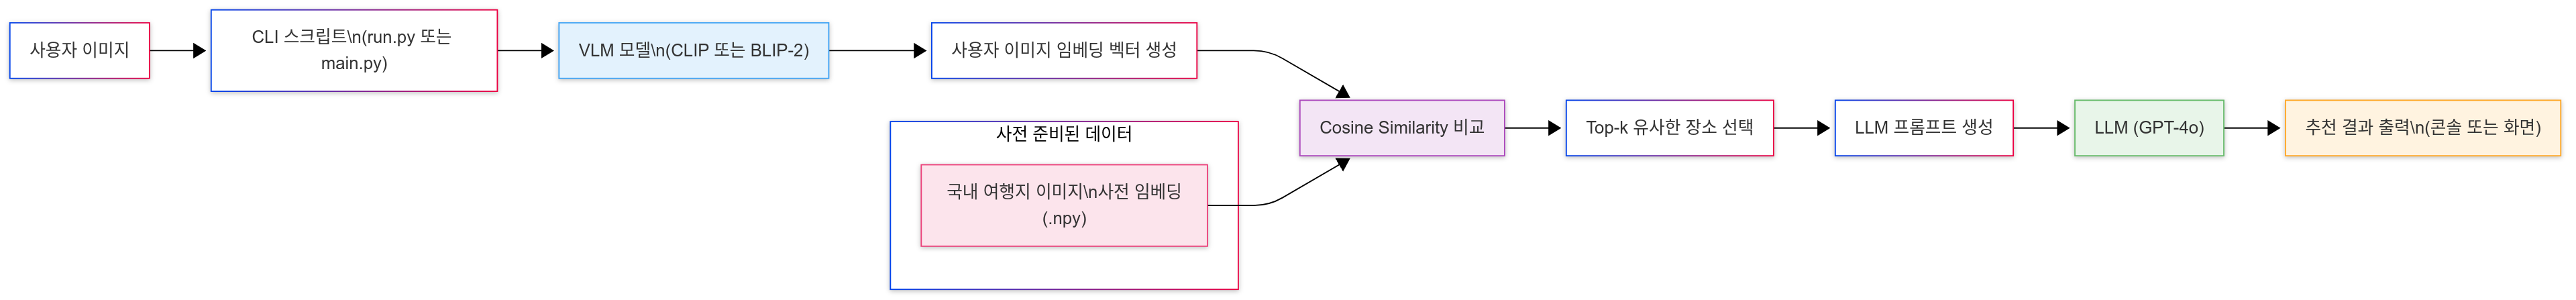 사용자 이미지
CLI 스크립트\n(run.py 또는
main.py)
VLM 모델\n(CLIP 또는 BLIP-2)
사용자 이미지 임베딩 벡터 생성
사전 준비된 데이터
국내 여행지 이미지\n사전 임베딩
(.npy)
Cosine Similarity 비교
Top-k 유사한 장소 선택
LLM 프롬프트 생성
LLM (GPT-4o)
추천 결과 출력\n(콘솔 또는 화면)